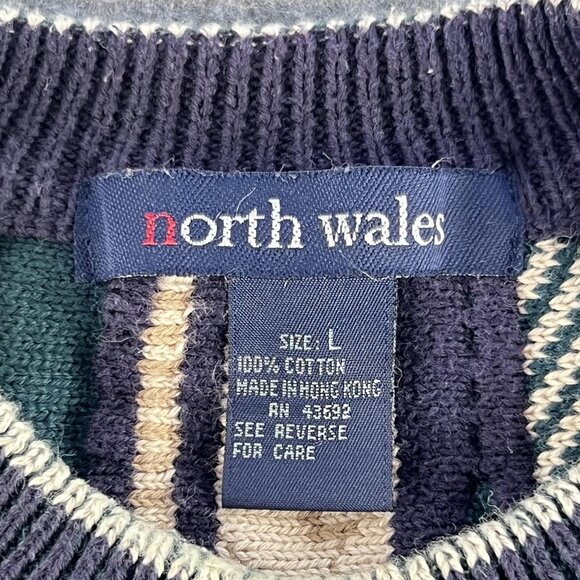 north wales
SIZE: L
100% COTTON
MADE IN HONG KONG
RN 43692
SEE REVERSE
FOR CARE